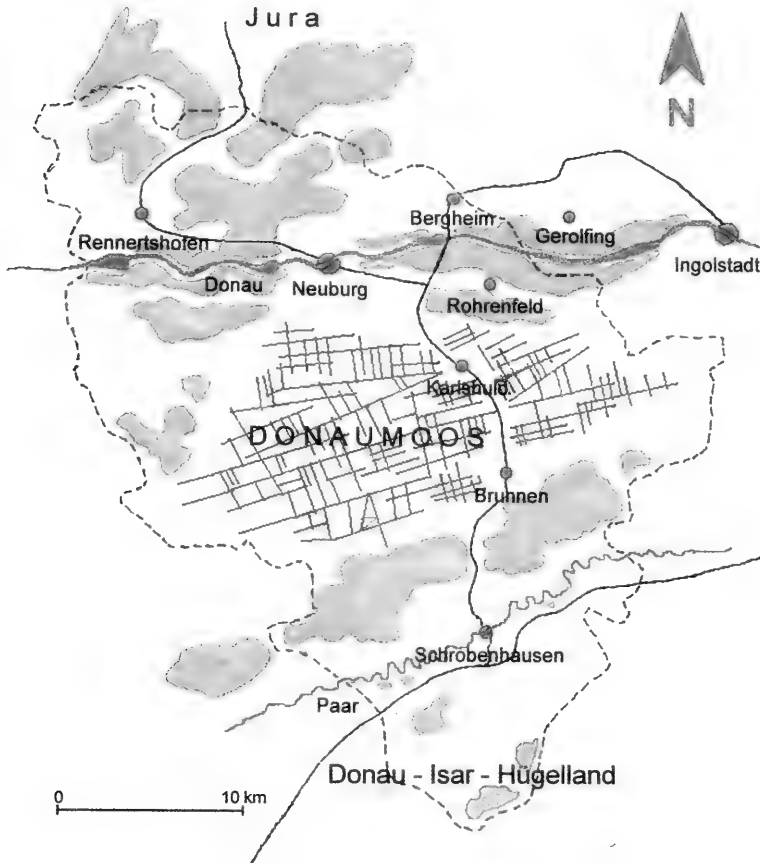 Jura
N
Bergheim
Gerolfing
Rennertshofen
Ingolstadt
Donau
Neuburg
Rohrenfeld
Karlshuld
DONAUMOOS
Brunnen
Schrobenhausen
Paar
Donau - Isar - Hügelland
0 10 km